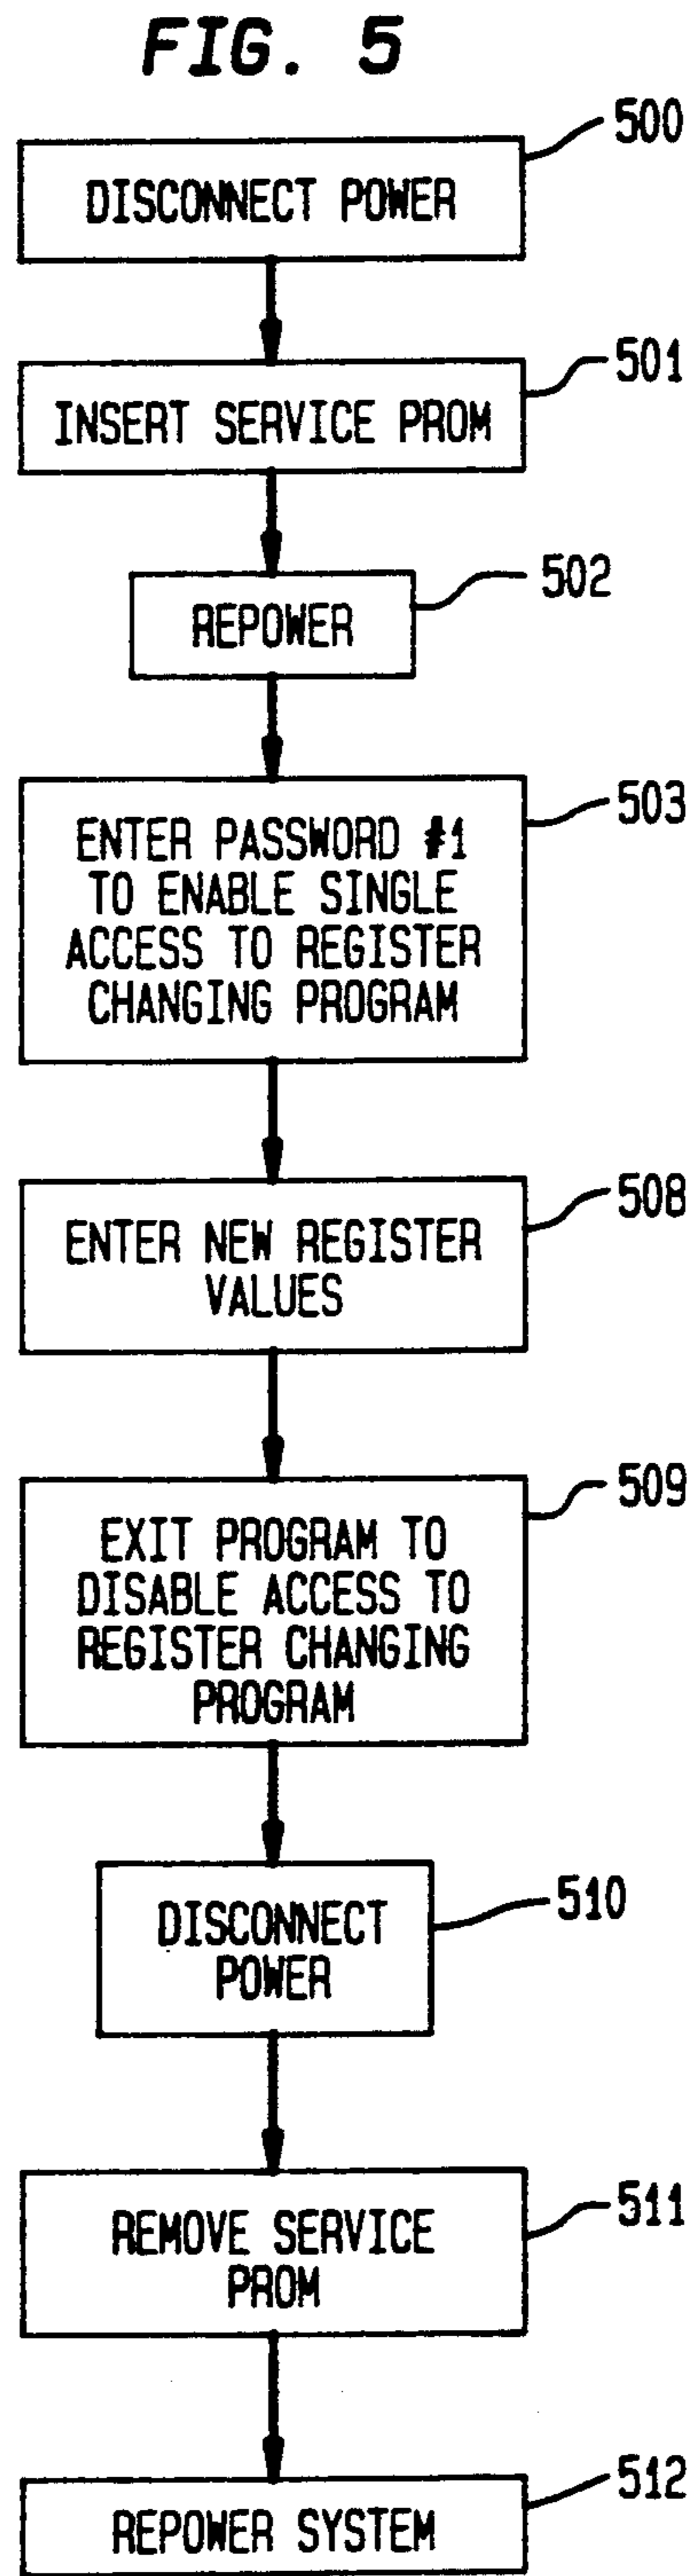 FIG. 5
500
DISCONNECT POWER
501
INSERT SERVICE PROM
502
REPOWER
503
ENTER PASSWORD #1
TO ENABLE SINGLE
ACCESS TO REGISTER
CHANGING PROGRAM
508
ENTER NEW REGISTER
VALUES
509
EXIT PROGRAM TO
DISABLE ACCESS TO
REGISTER CHANGING
PROGRAM
510
DISCONNECT
POWER
511
REMOVE SERVICE
PROM
512
REPOWER SYSTEM